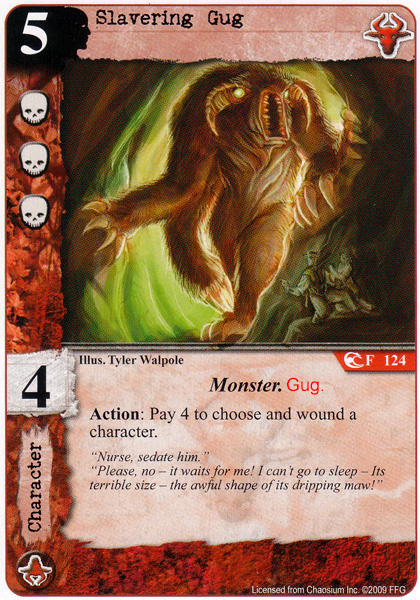 5
Slavering Gug
Illus. Tyler Walpole
F 124
4
Monster. Gug.
Action: Pay 4 to choose and wound a
character.
“Nurse, sedate him.”
“Please, no – it waits for me! I can't go to sleep – Its
terrible size – the awful shape of its dripping maw!”
Character
Licensed from Chaosium Inc. ©2009 FFG